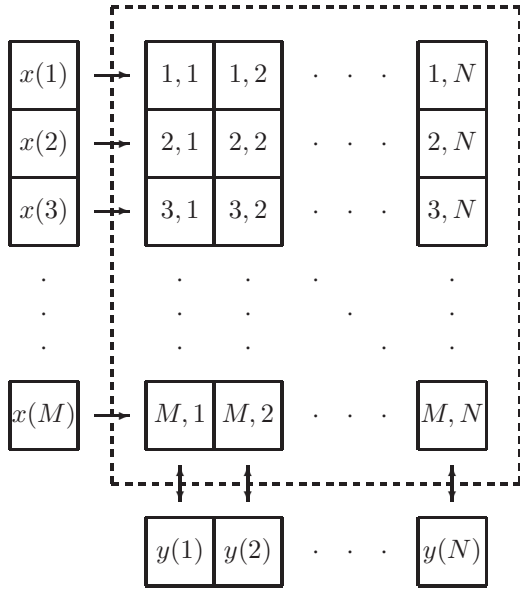 x(1) 1, 1 1, 2 · · · 1, N
x(2) 2, 1 2, 2 · · · 2, N
x(3) 3, 1 3, 2 · · · 3, N
· · · · ·
· · · · ·
· · · · ·
x(M) M, 1 M, 2 · · · M, N
y(1) y(2) · · · y(N)